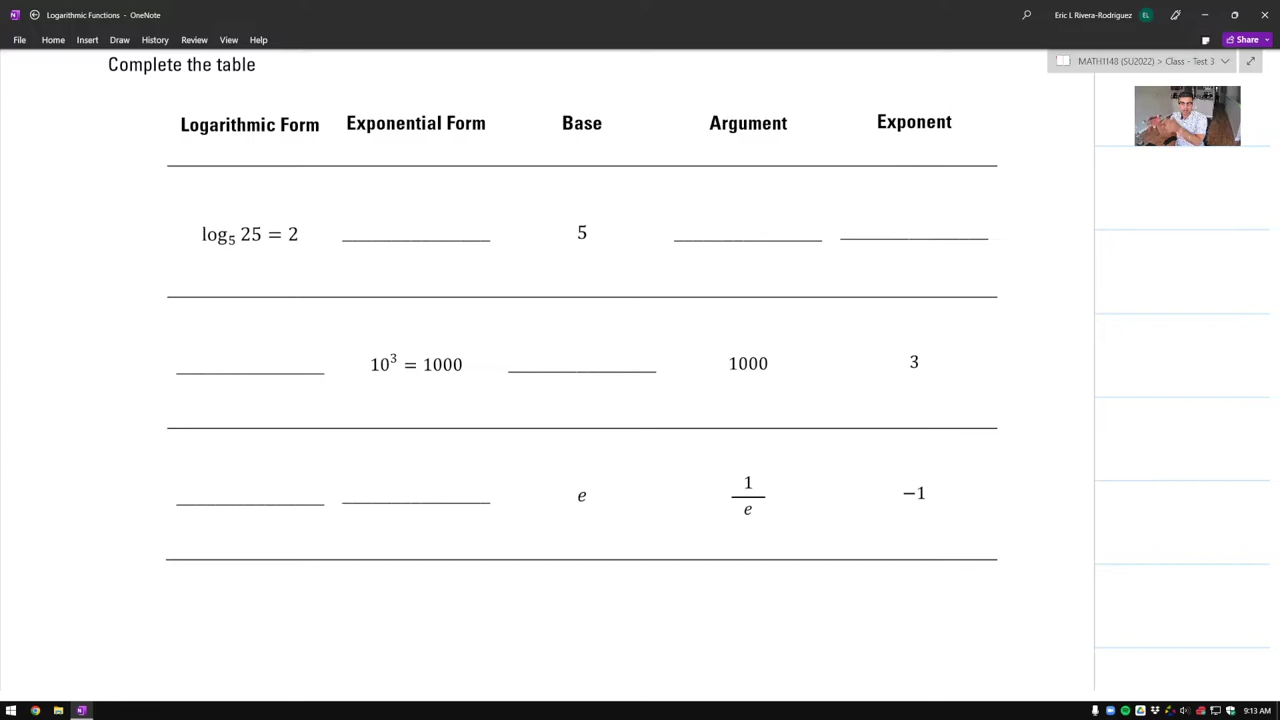 Logarithmic Functions - OneNote
Eric L Rivera-Rodriguez EL
File Home Insert Draw History Review View Help
Share
Complete the table
MATH1148 (SU2022) > Class - Test 3
Logarithmic Form Exponential Form Base Argument Exponent
log₅ 25 = 2 5
10³ = 1000 1000 3
e 1/e −1
9:13 AM